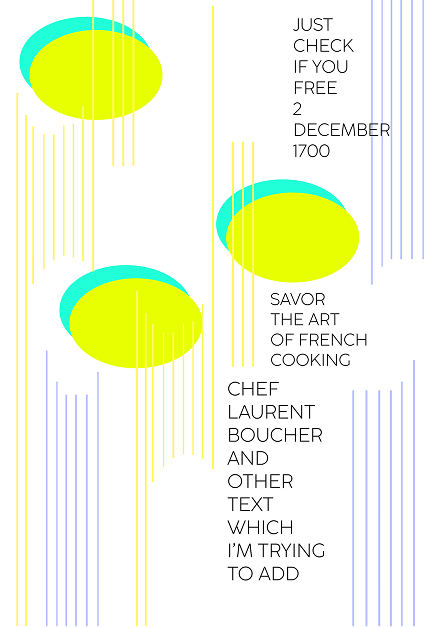 JUST
CHECK
IF YOU
FREE
2
DECEMBER
1700
SAVOR
THE ART
OF FRENCH
COOKING
CHEF
LAURENT
BOUCHER
AND
OTHER
TEXT
WHICH
I'M TRYING
TO ADD